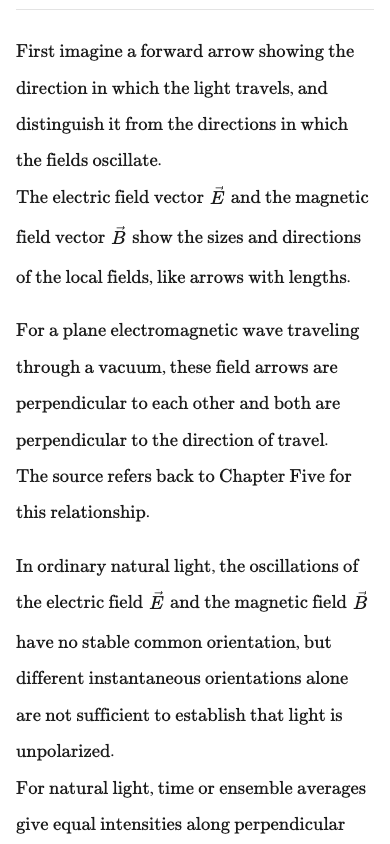 First imagine a forward arrow showing the
direction in which the light travels, and
distinguish it from the directions in which
the fields oscillate.
The electric field vector $\vec{E}$ and the magnetic
field vector $\vec{B}$ show the sizes and directions
of the local fields, like arrows with lengths.
For a plane electromagnetic wave traveling
through a vacuum, these field arrows are
perpendicular to each other and both are
perpendicular to the direction of travel.
The source refers back to Chapter Five for
this relationship.
In ordinary natural light, the oscillations of
the electric field $\vec{E}$ and the magnetic field $\vec{B}$
have no stable common orientation, but
different instantaneous orientations alone
are not sufficient to establish that light is
unpolarized.
For natural light, time or ensemble averages
give equal intensities along perpendicular